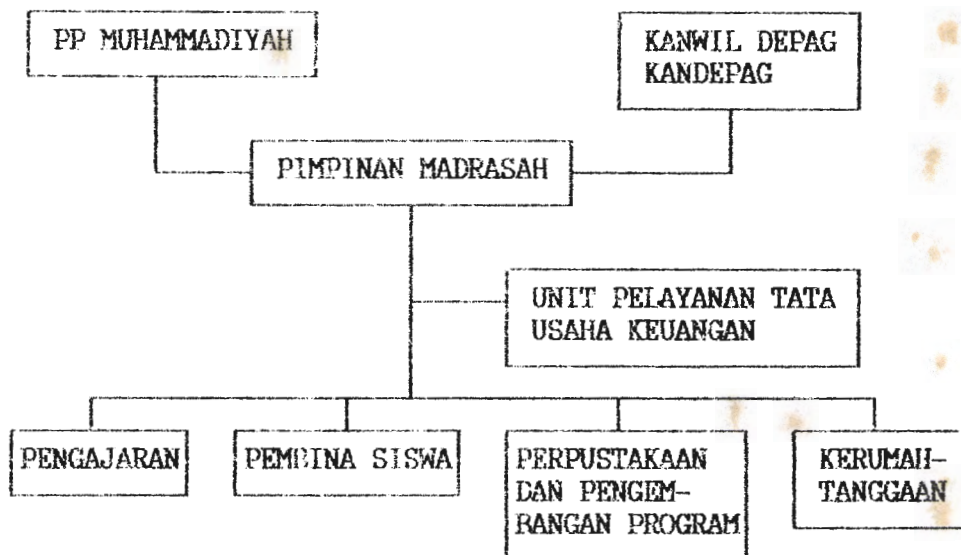 PP MUHAMMADIYAH
KANWIL DEPAG
KANDEPAG
PIMPINAN MADRASAH
UNIT PELAYANAN TATA
USAHA KEUANGAN
PENGAJARAN
PEMBINA SISWA
PERPUSTAKAAN
DAN PENGEM-
BANGAN PROGRAM
KERUMAH-
TANGGAAN